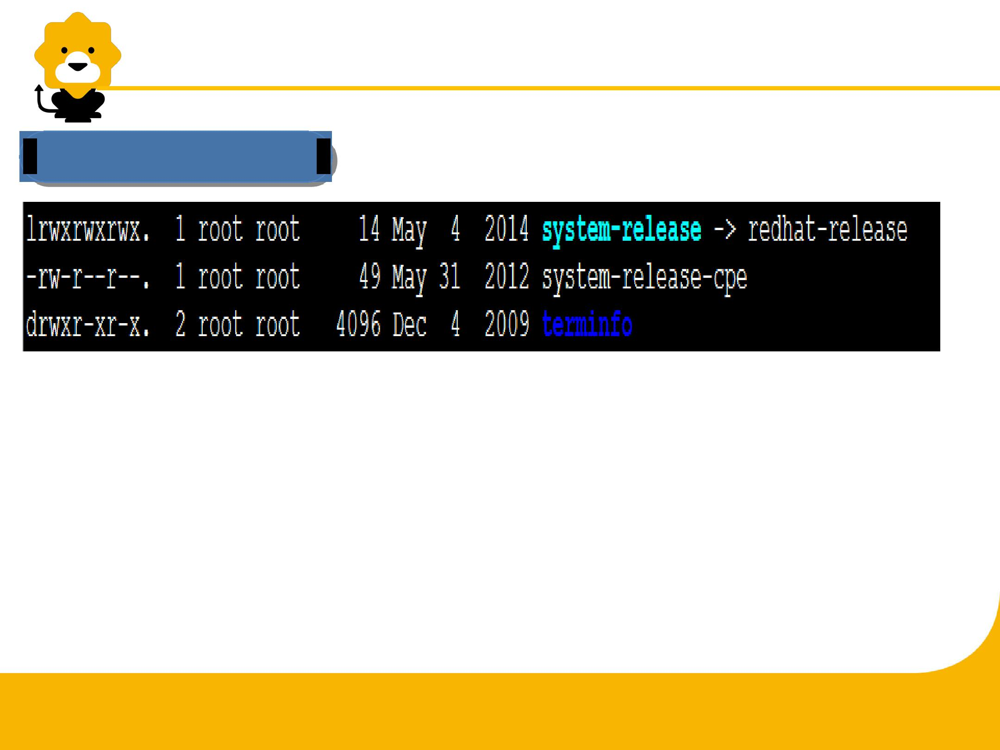 lrwxrwxrwx.  1 root root     14 May  4  2014 system-release -> redhat-release
-rw-r--r--.  1 root root     49 May 31  2012 system-release-cpe
drwxr-xr-x.  2 root root   4096 Dec  4  2009 terminfo